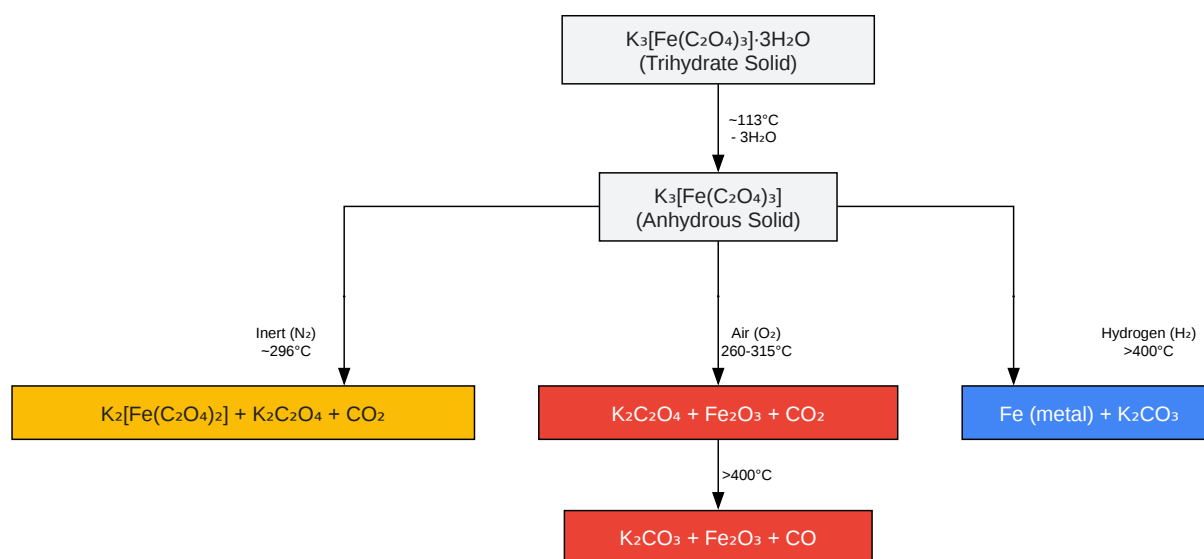 K₃[Fe(C₂O₄)₃]·3H₂O
(Trihydrate Solid)
~113°C
- 3H₂O
K₃[Fe(C₂O₄)₃]
(Anhydrous Solid)
Inert (N₂)
~296°C
Air (O₂)
260-315°C
Hydrogen (H₂)
>400°C
K₂[Fe(C₂O₄)₂] + K₂C₂O₄ + CO₂
K₂C₂O₄ + Fe₂O₃ + CO₂
Fe (metal) + K₂CO₃
>400°C
K₂CO₃ + Fe₂O₃ + CO